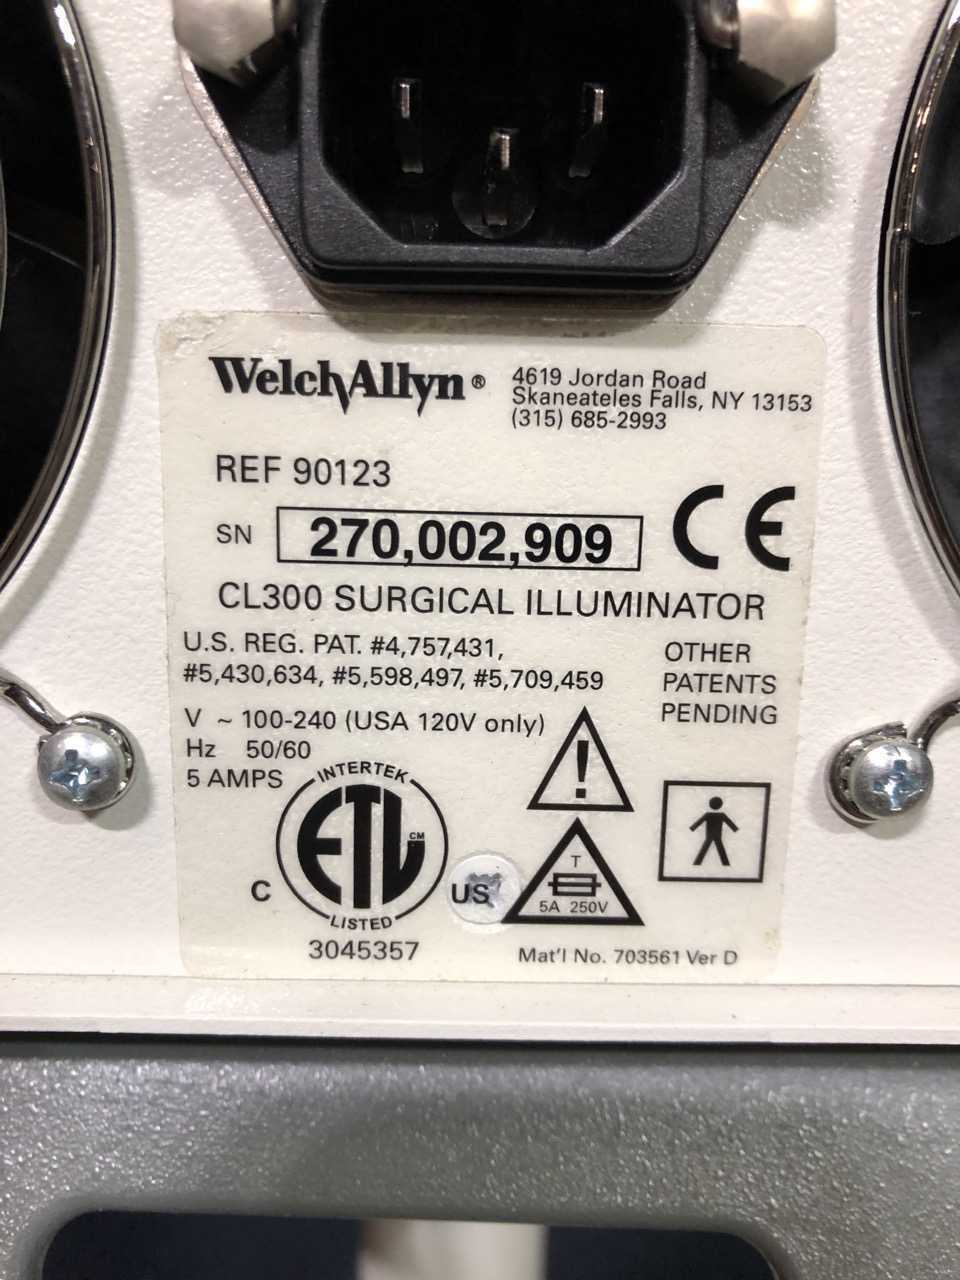 WelchAllyn®
4619 Jordan Road
Skaneateles Falls, NY 13153
(315) 685-2993
REF 90123
SN 270,002,909
CE
CL300 SURGICAL ILLUMINATOR
U.S. REG. PAT. #4,757,431,
#5,430,634, #5,598,497, #5,709,459
OTHER
PATENTS
PENDING
V ~ 100-240 (USA 120V only)
Hz 50/60
5 AMPS
INTERTEK
ETL CM
C US
LISTED
3045357
!
T
5A 250V
Mat'l No. 703561 Ver D